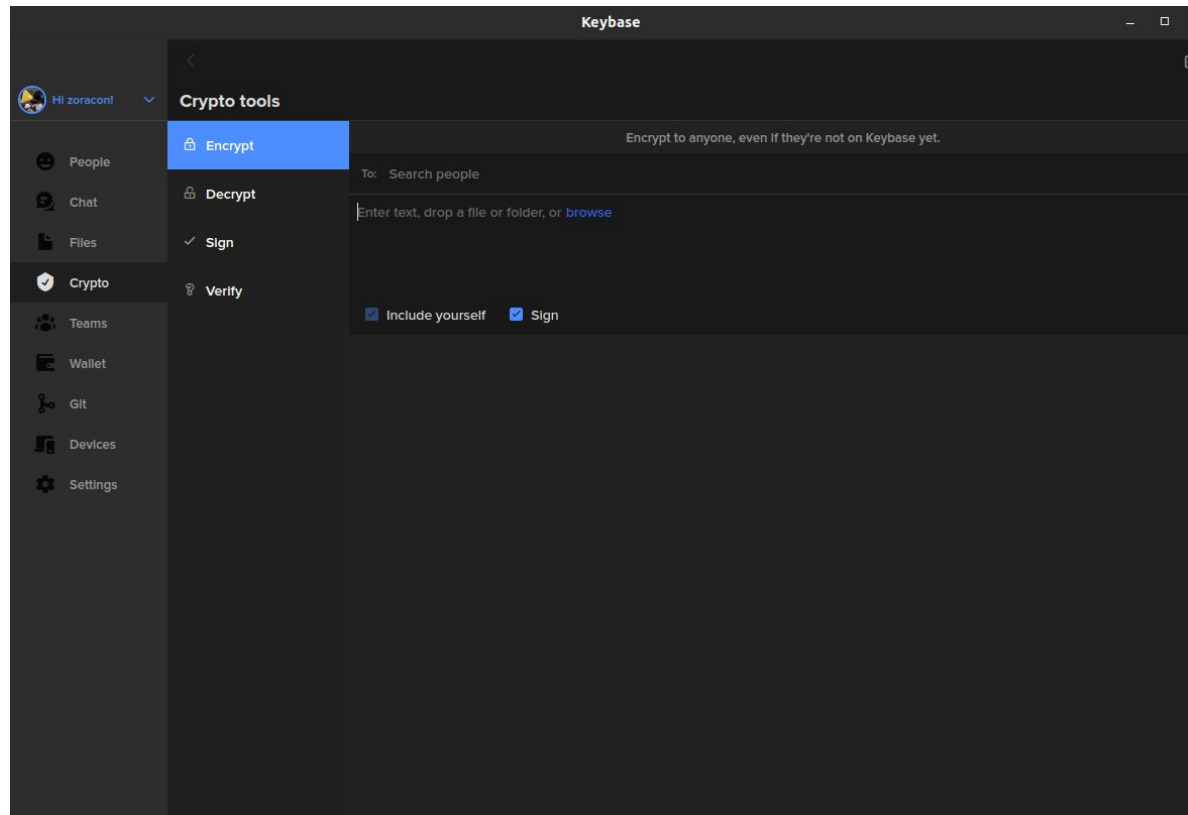 Keybase
Hi zoracon!
People
Chat
Files
Crypto
Teams
Wallet
Git
Devices
Settings
Crypto tools
Encrypt
Decrypt
Sign
Verify
Encrypt to anyone, even if they're not on Keybase yet.
To: Search people
Enter text, drop a file or folder, or browse
Include yourself Sign